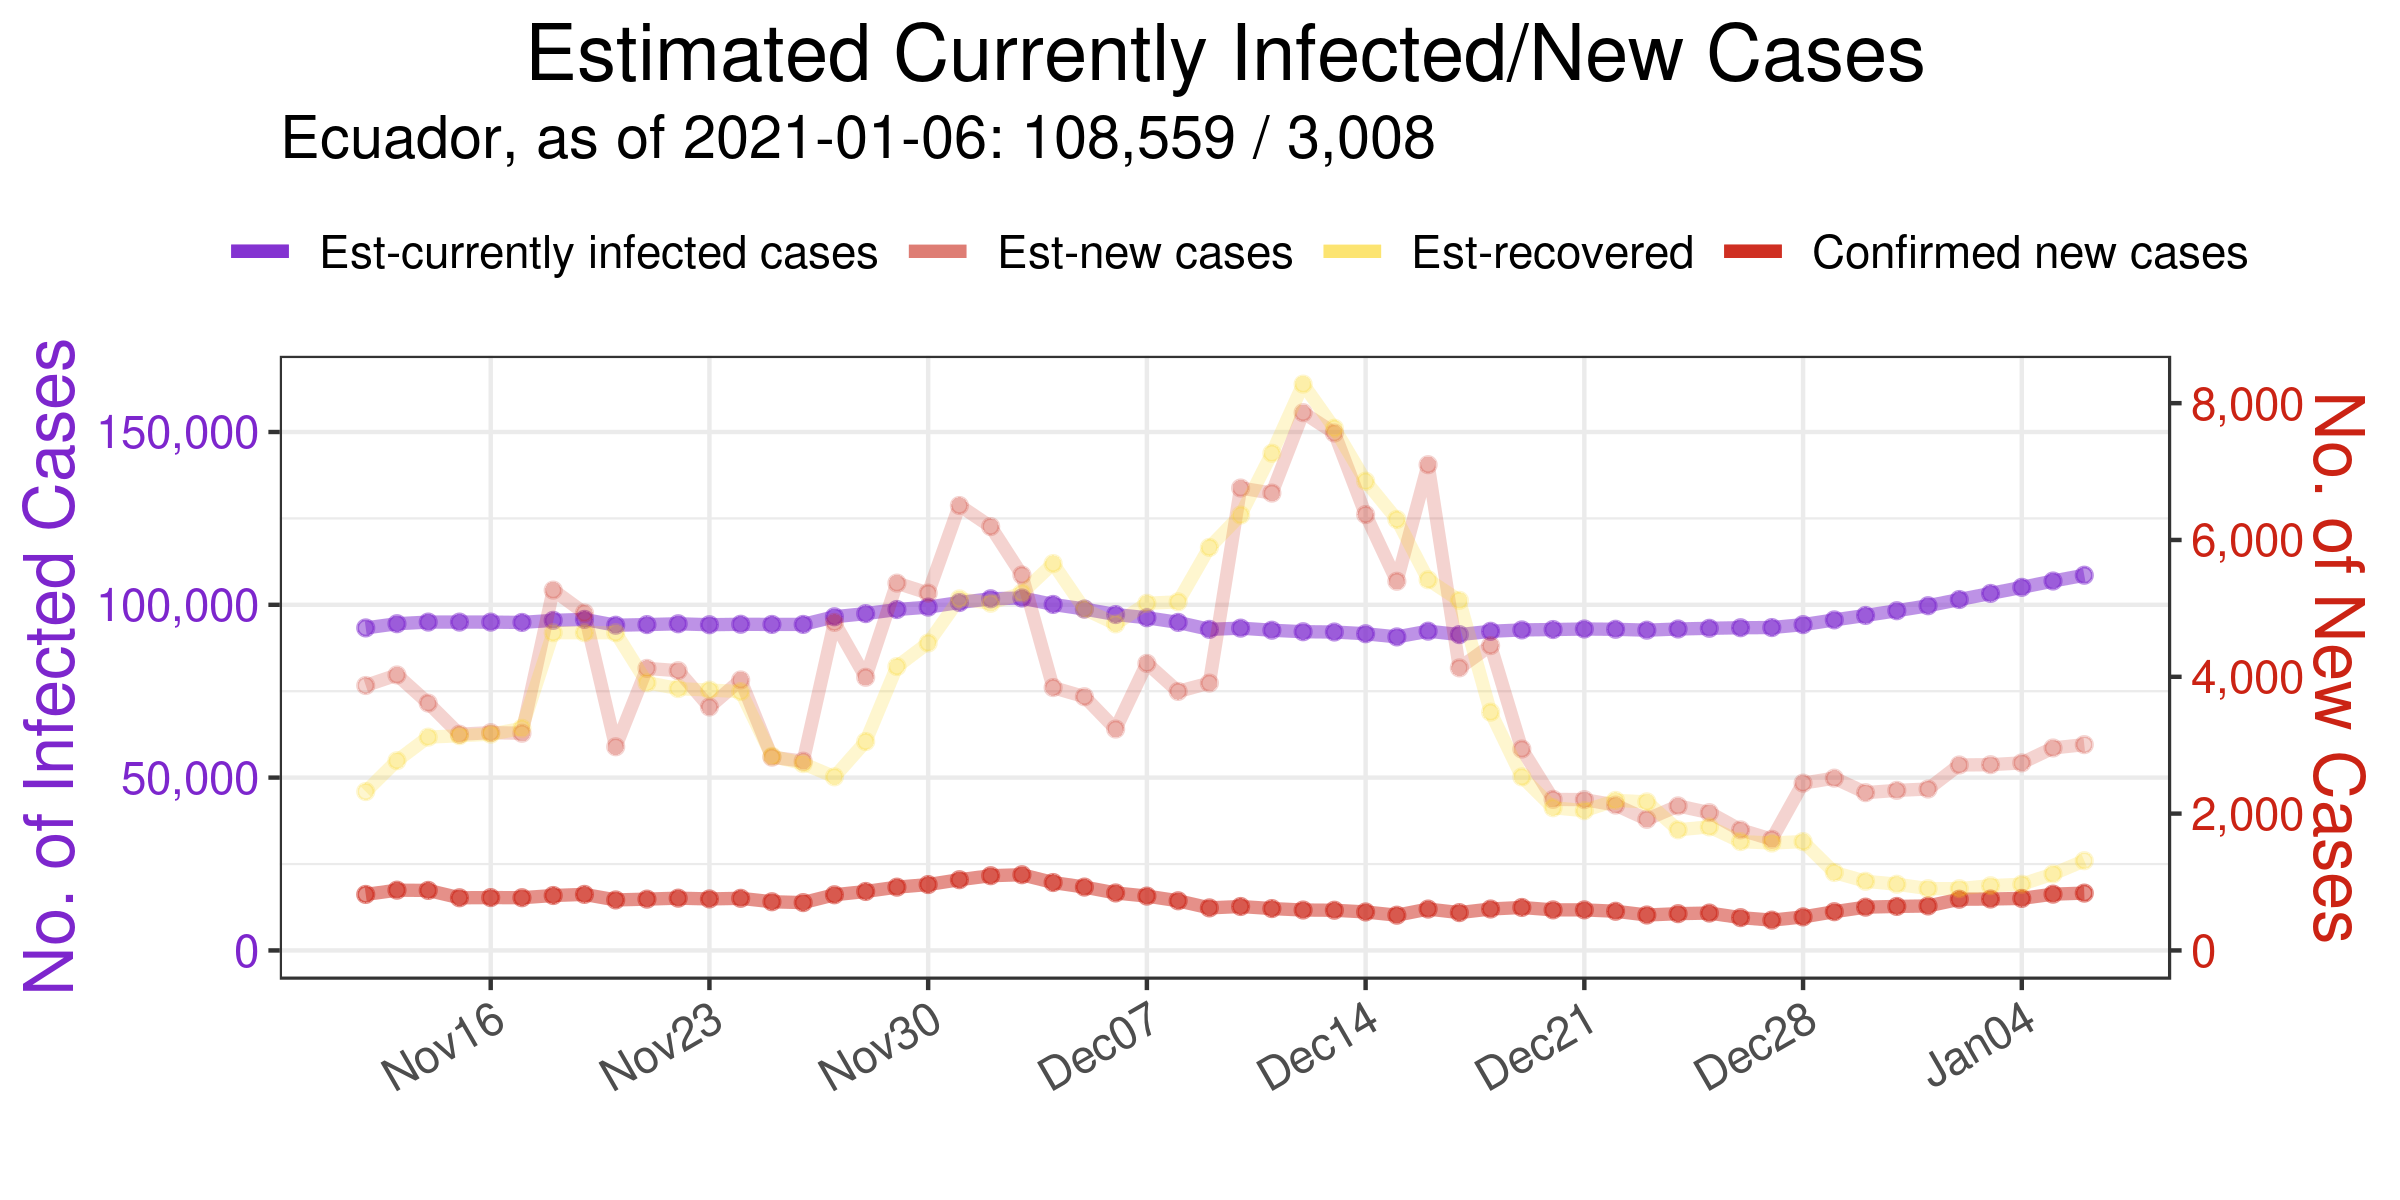 Estimated Currently Infected/New Cases
Ecuador, as of 2021-01-06: 108,559 / 3,008
Est-currently infected cases Est-new cases Est-recovered Confirmed new cases
No. of Infected Cases
150,000
100,000
50,000
0
8,000
6,000
4,000
2,000
0
No. of New Cases
Nov16 Nov23 Nov30 Dec07 Dec14 Dec21 Dec28 Jan04